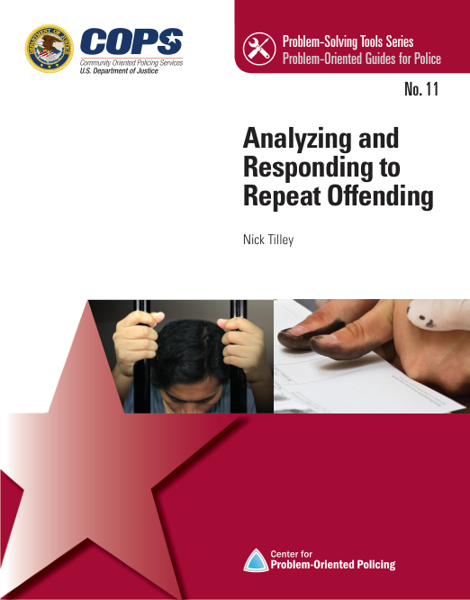 COPS
Community Oriented Policing Services
U.S. Department of Justice
Problem-Solving Tools Series
Problem-Oriented Guides for Police
No. 11
Analyzing and
Responding to
Repeat Offending
Nick Tilley
Center for
Problem-Oriented Policing